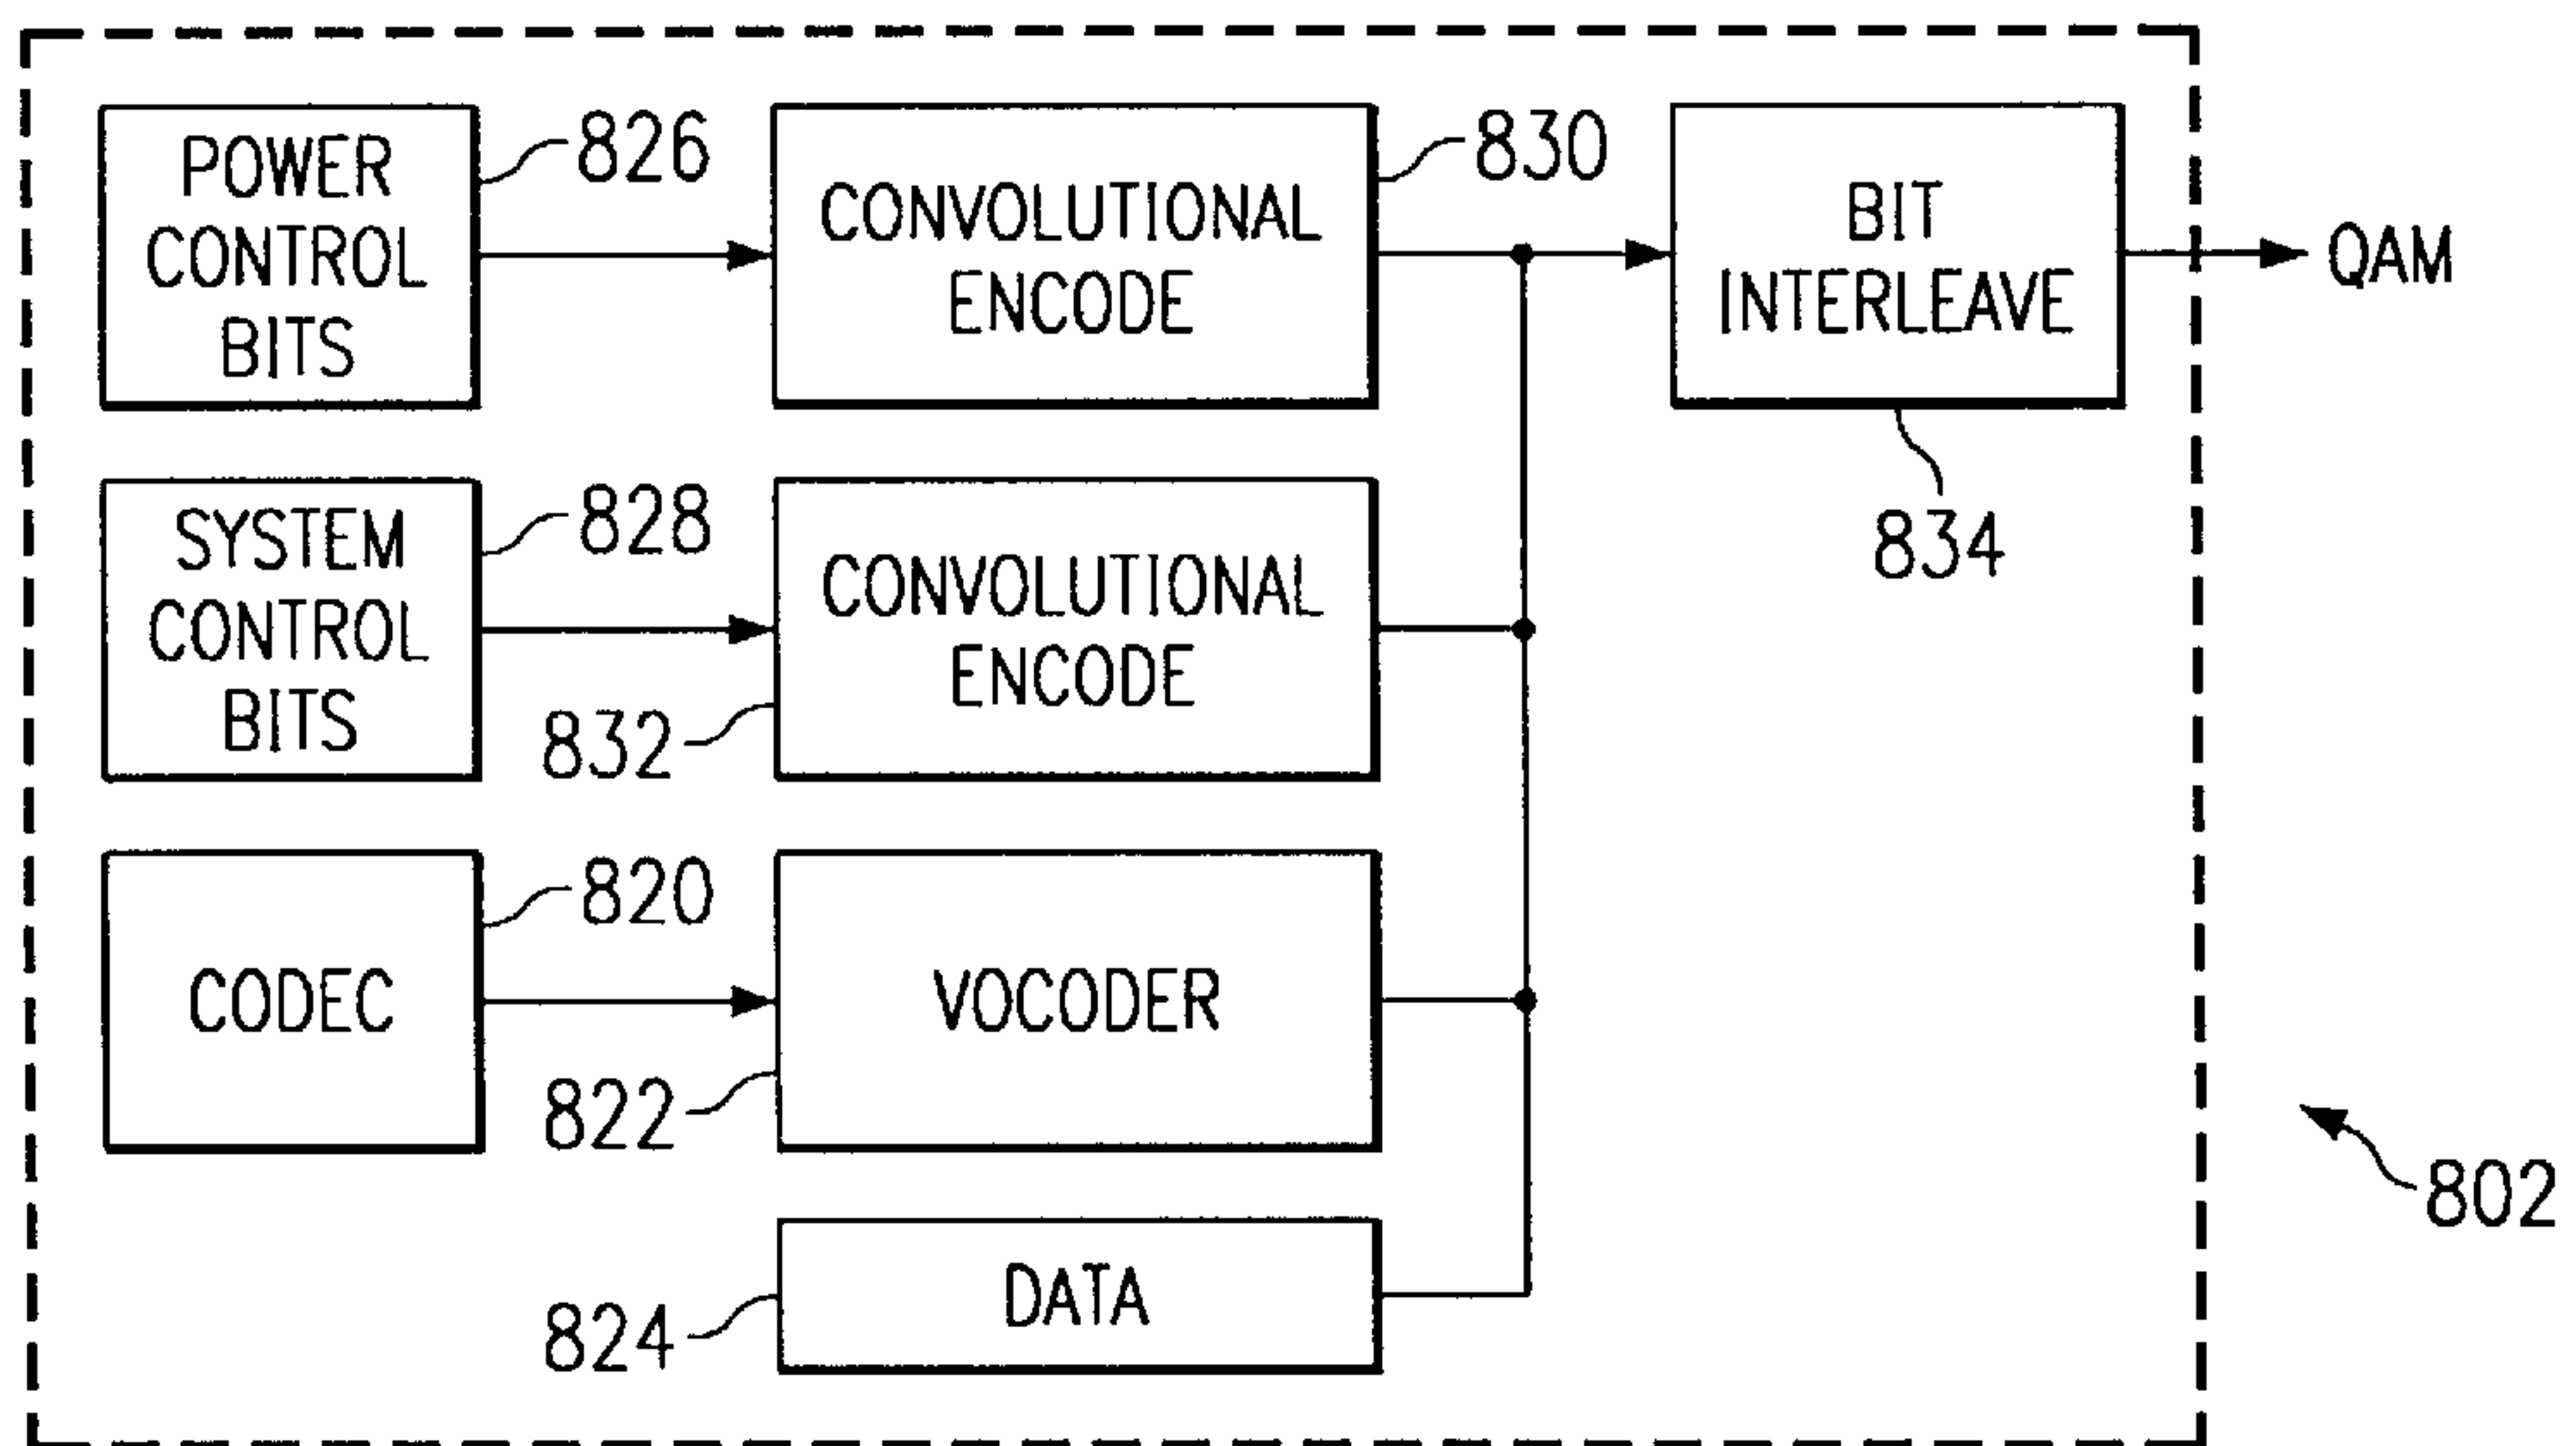 POWER
CONTROL
BITS
826
CONVOLUTIONAL
ENCODE
830
BIT
INTERLEAVE
834
QAM
SYSTEM
CONTROL
BITS
828
CONVOLUTIONAL
ENCODE
832
CODEC
820
VOCODER
822
DATA
824
802